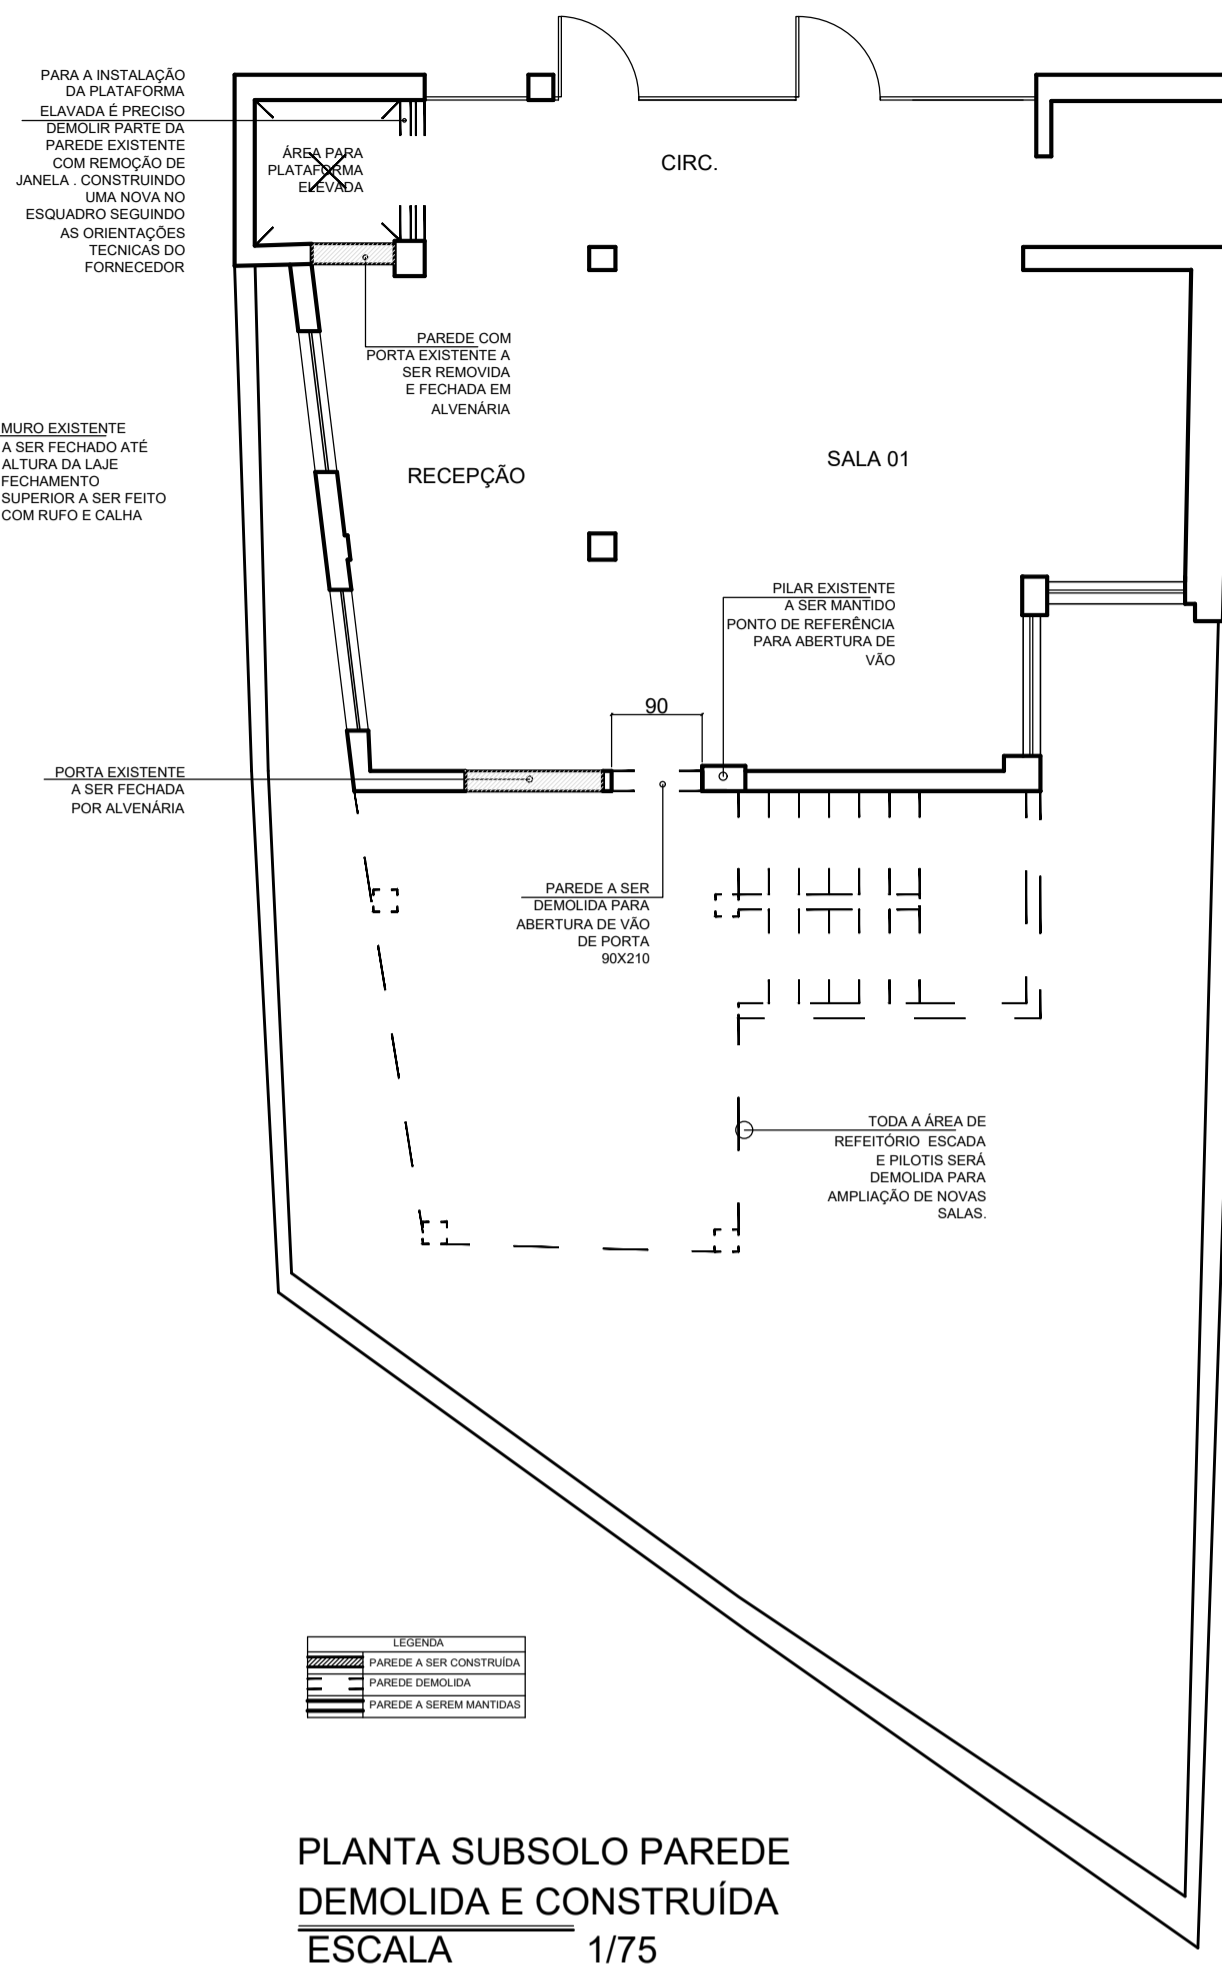 PARA A INSTALAÇÃO
DA PLATAFORMA
ELAVADA É PRECISO
DEMOLIR PARTE DA
PAREDE EXISTENTE
COM REMOÇÃO DE
JANELA . CONSTRUINDO
UMA NOVA NO
ESQUADRO SEGUINDO
AS ORIENTAÇÕES
TECNICAS DO
FORNECEDOR
ÁREA PARA
PLATAFORMA
ELEVADA
CIRC.
PAREDE COM
PORTA EXISTENTE A
SER REMOVIDA
E FECHADA EM
ALVENÁRIA
MURO EXISTENTE
A SER FECHADO ATÉ
ALTURA DA LAJE
FECHAMENTO
SUPERIOR A SER FEITO
COM RUFO E CALHA
RECEPÇÃO
SALA 01
PILAR EXISTENTE
A SER MANTIDO
PONTO DE REFERÊNCIA
PARA ABERTURA DE
VÃO
90
PORTA EXISTENTE
A SER FECHADA
POR ALVENÁRIA
PAREDE A SER
DEMOLIDA PARA
ABERTURA DE VÃO
DE PORTA
90X210
TODA A ÁREA DE
REFEITÓRIO ESCADA
E PILOTIS SERÁ
DEMOLIDA PARA
AMPLIAÇÃO DE NOVAS
SALAS.
LEGENDA
PAREDE A SER CONSTRUÍDA
PAREDE DEMOLIDA
PAREDE A SEREM MANTIDAS
PLANTA SUBSOLO PAREDE
DEMOLIDA E CONSTRUÍDA
ESCALA 1/75